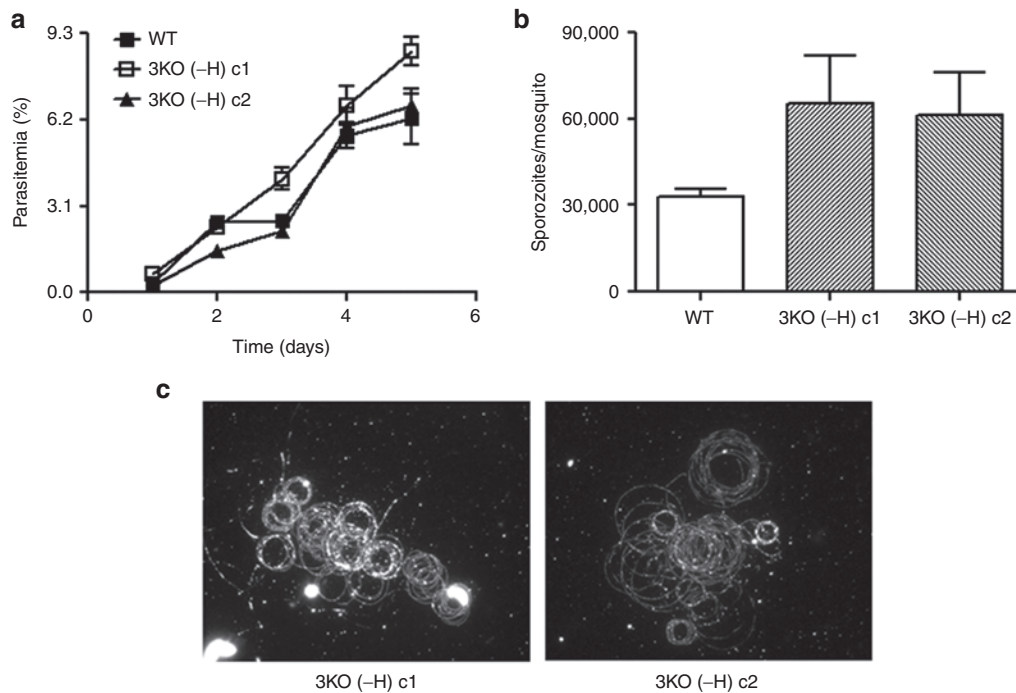 a
9.3
6.2
3.1
0.0
Parasitemia (%)
WT
3KO (–H) c1
3KO (–H) c2
0
2
4
6
Time (days)
b
90,000
60,000
30,000
0
Sporozoites/mosquito
WT
3KO (–H) c1
3KO (–H) c2
c
3KO (–H) c1
3KO (–H) c2